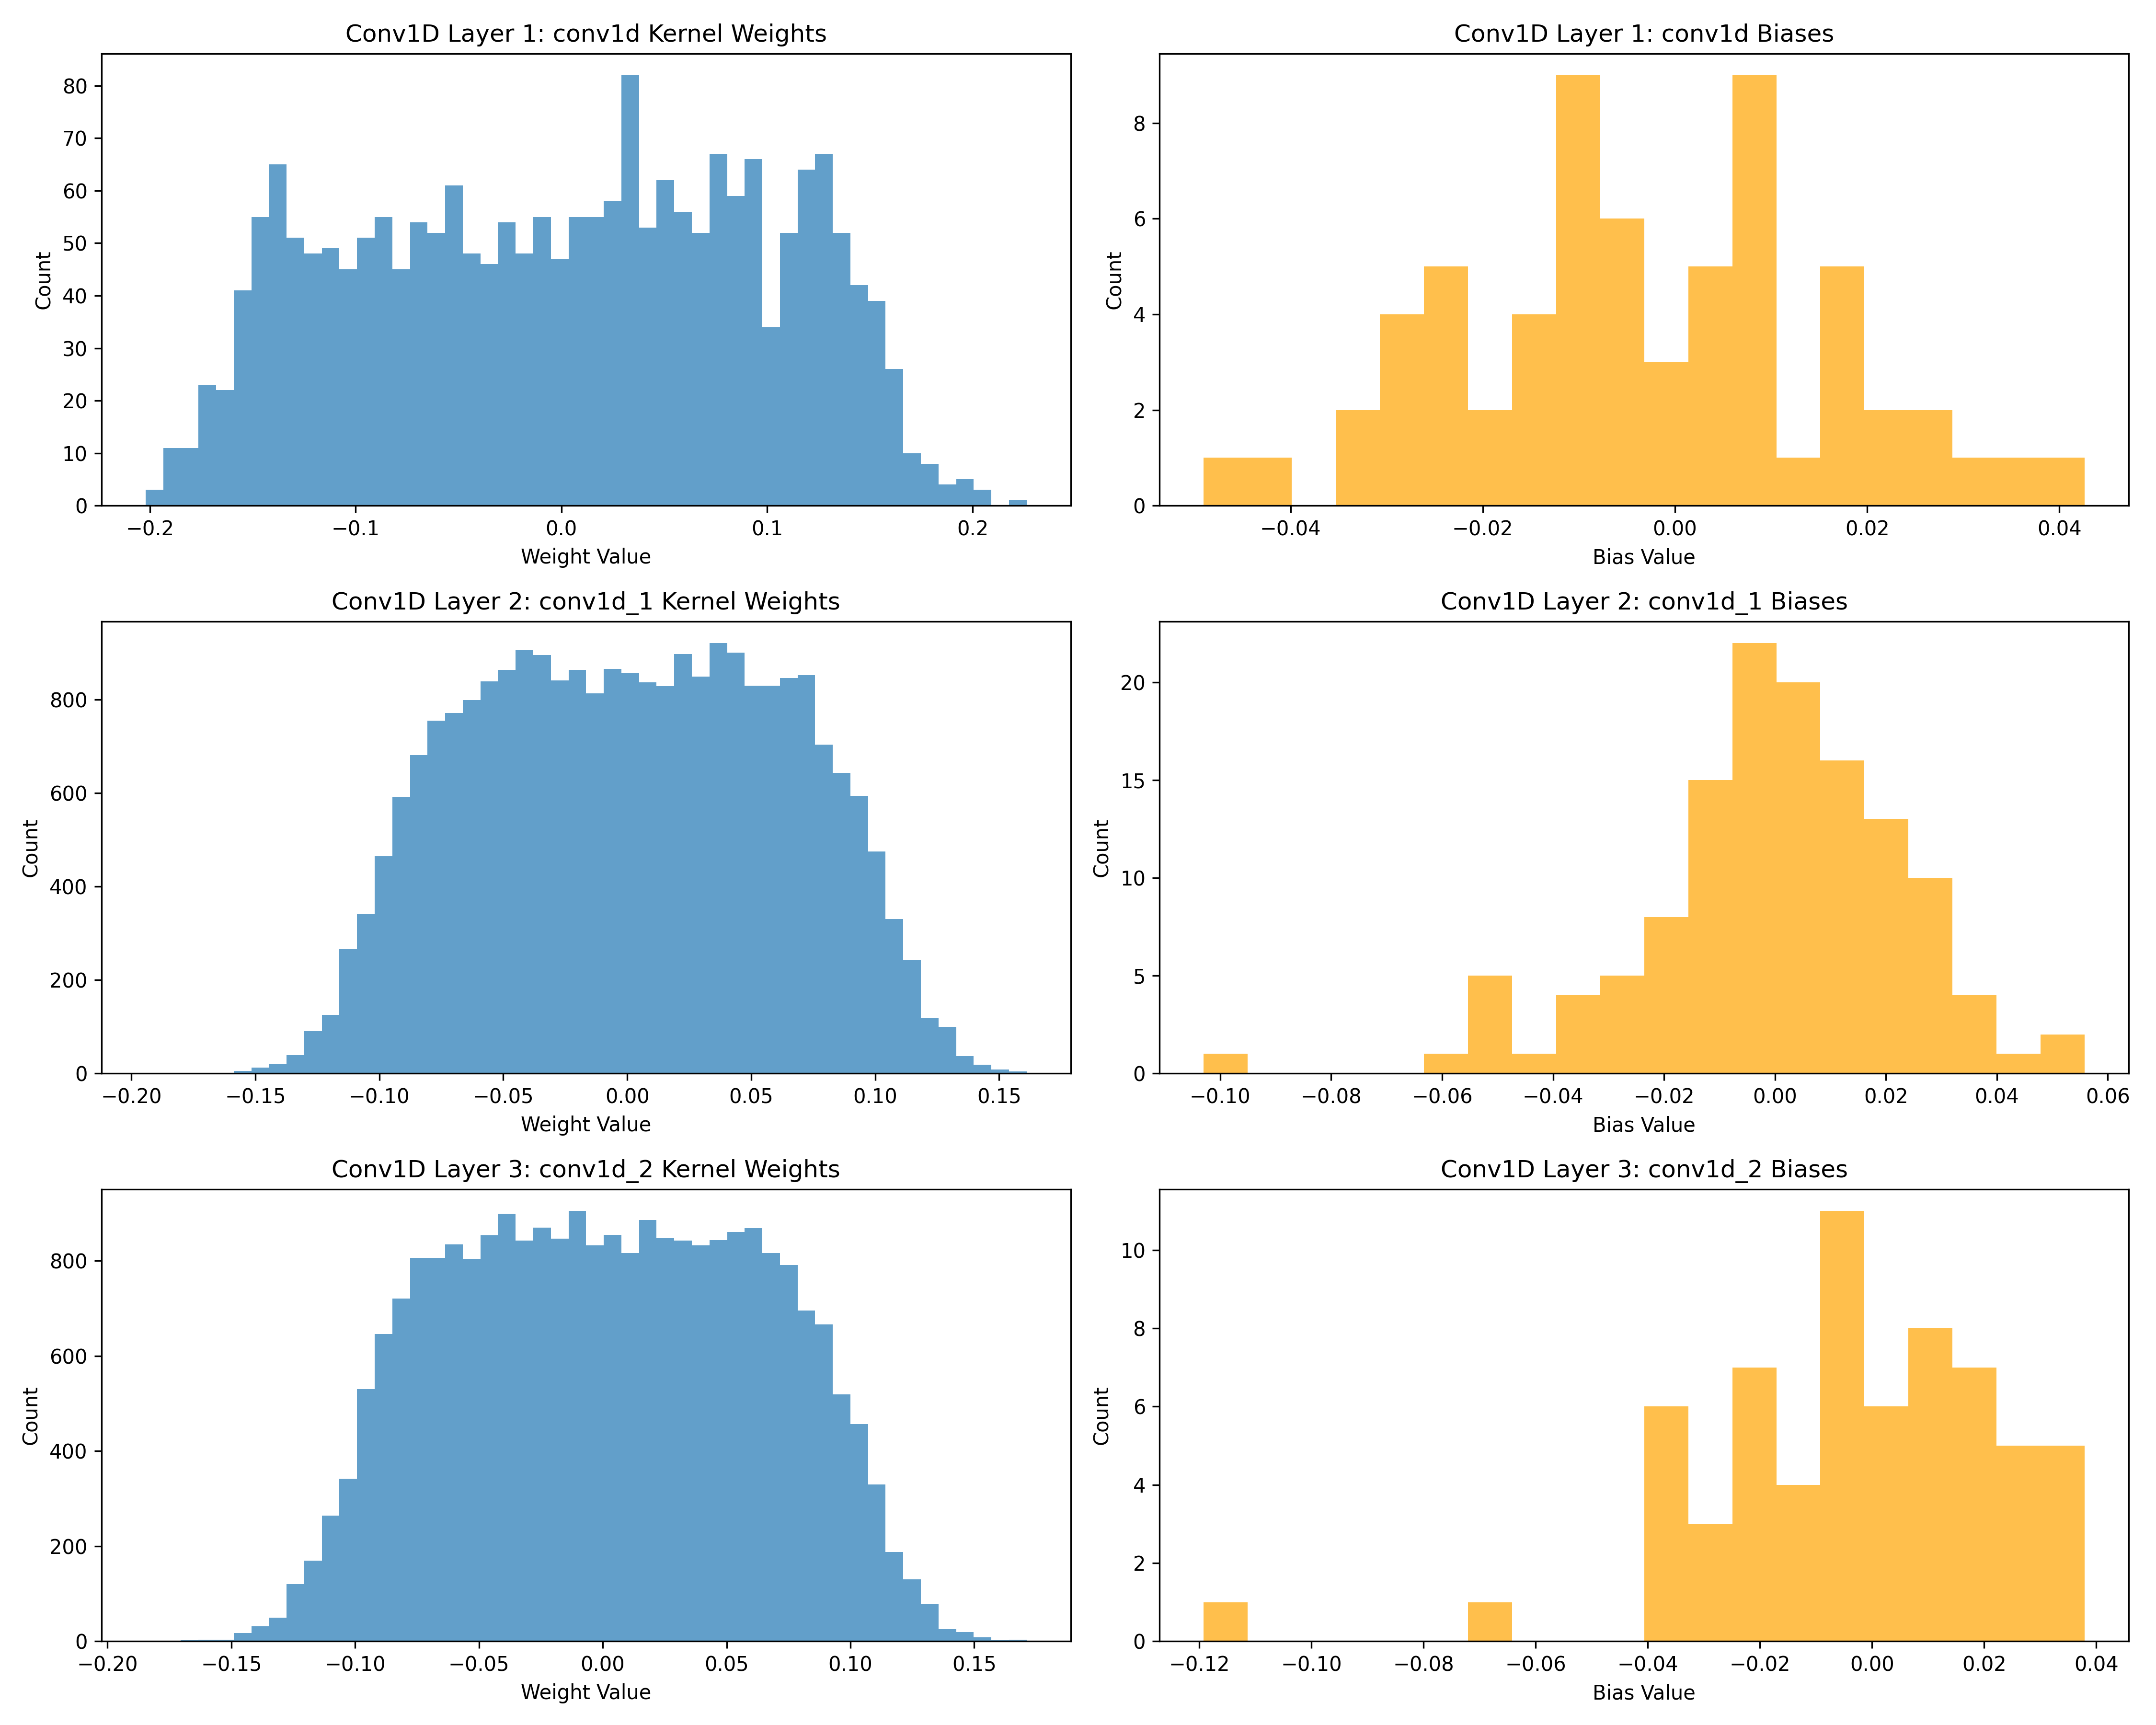 Conv1D Layer 1: conv1d Kernel Weights
Count
80
70
60
50
40
30
20
10
0
−0.2 −0.1 0.0 0.1 0.2
Weight Value
Conv1D Layer 1: conv1d Biases
Count
8
6
4
2
0
−0.04 −0.02 0.00 0.02 0.04
Bias Value
Conv1D Layer 2: conv1d_1 Kernel Weights
Count
800
600
400
200
0
−0.20 −0.15 −0.10 −0.05 0.00 0.05 0.10 0.15
Weight Value
Conv1D Layer 2: conv1d_1 Biases
Count
20
15
10
5
0
−0.10 −0.08 −0.06 −0.04 −0.02 0.00 0.02 0.04 0.06
Bias Value
Conv1D Layer 3: conv1d_2 Kernel Weights
Count
800
600
400
200
0
−0.20 −0.15 −0.10 −0.05 0.00 0.05 0.10 0.15
Weight Value
Conv1D Layer 3: conv1d_2 Biases
Count
10
8
6
4
2
0
−0.12 −0.10 −0.08 −0.06 −0.04 −0.02 0.00 0.02 0.04
Bias Value